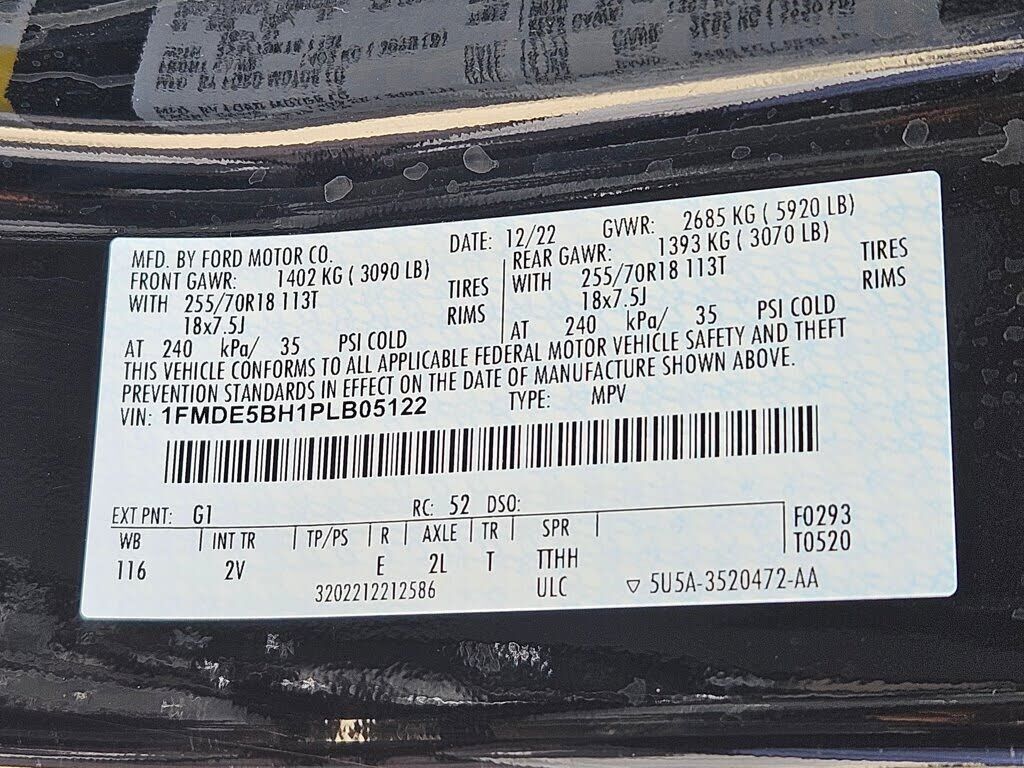 MFD. BY FORD MOTOR CO. DATE: 12/22 GVWR: 2685 KG ( 5920 LB)
FRONT GAWR: 1402 KG ( 3090 LB) REAR GAWR: 1393 KG ( 3070 LB)
WITH 255/70R18 113T TIRES WITH 255/70R18 113T TIRES
18x7.5J RIMS 18x7.5J RIMS
AT 240 kPa/ 35 PSI COLD AT 240 kPa/ 35 PSI COLD
THIS VEHICLE CONFORMS TO ALL APPLICABLE FEDERAL MOTOR VEHICLE SAFETY AND THEFT
PREVENTION STANDARDS IN EFFECT ON THE DATE OF MANUFACTURE SHOWN ABOVE.
VIN: 1FMDE5BH1PLB05122 TYPE: MPV
EXT PNT: G1 RC: 52 DSO:
WB | INT TR | TP/PS | R | AXLE | TR | SPR | F0293
T0520
116 2V E 2L T TTHH
3202212212586 ULC ▽ 5U5A-3520472-AA